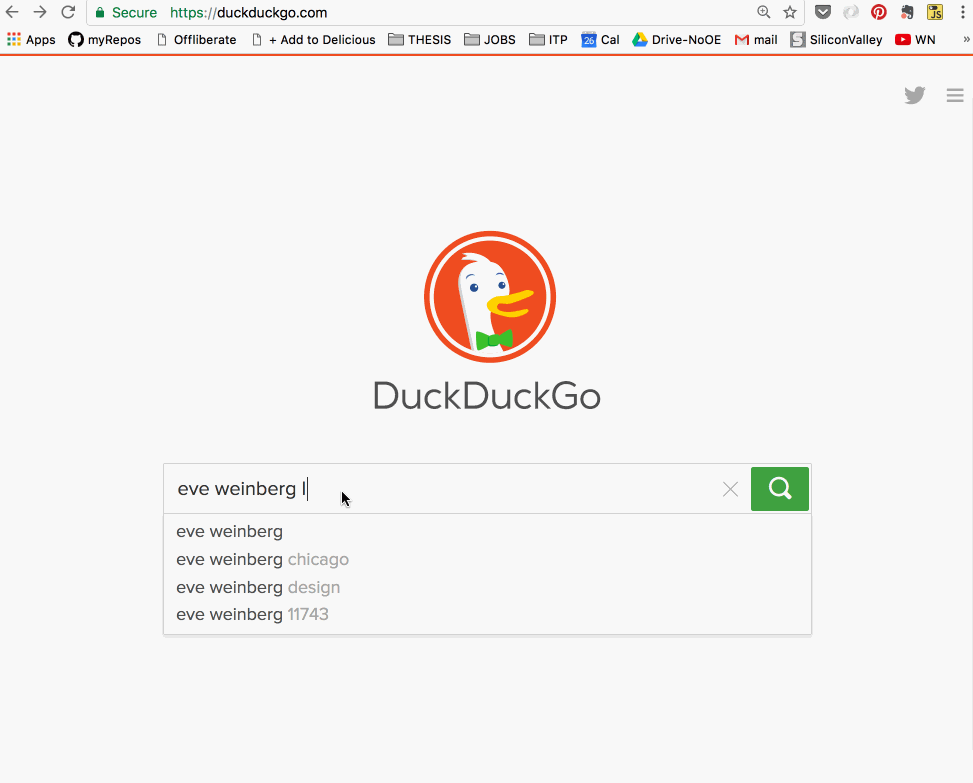 Secure https://duckduckgo.com
JS
Apps myRepos Offliberate + Add to Delicious THESIS JOBS ITP 26 Cal Drive-NoOE mail SiliconValley WN »
DuckDuckGo
eve weinberg l
eve weinberg
eve weinberg chicago
eve weinberg design
eve weinberg 11743